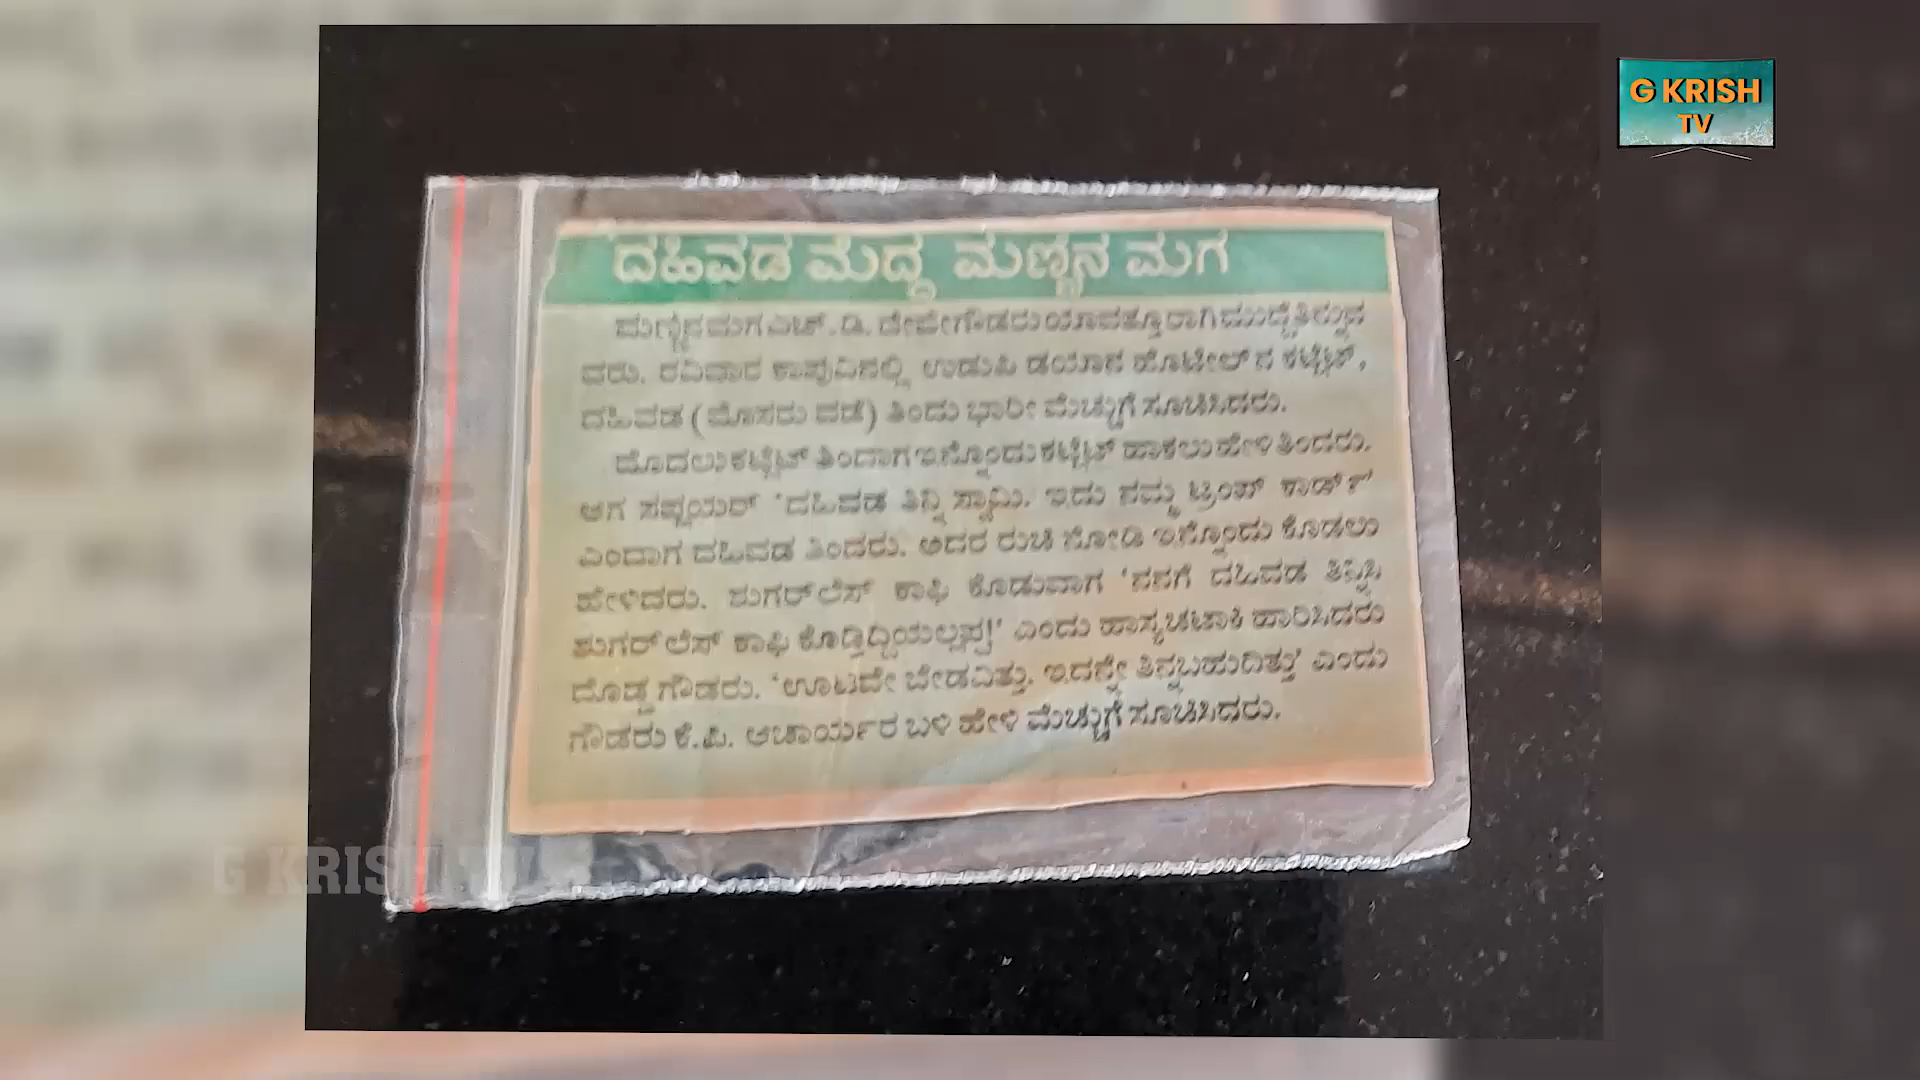 G KRISH
TV
'ದಹಿವಡ ಮೆದ್ದ ಮಣ್ಣಿನ ಮಗ
ಮಣ್ಣಿನ ಮಗ ಎಚ್.ಡಿ. ದೇವೇಗೌಡರು ಯಾವತ್ತೂ ರಾಗಿ ಮುದ್ದೆ ತಿನ್ನುವ
ವರು. ರವಿವಾರ ಕಾಪುವಿನಲ್ಲಿ ಉಡುಪಿ ಡಯಾನ ಹೊಟೇಲ್‌ನ ಕಟ್ಲೆಟ್,
ದಹಿವಡ (ಮೊಸರು ವಡೆ) ತಿಂದು ಭಾರೀ ಮೆಚ್ಚುಗೆ ಸೂಚಿಸಿದರು.
ಮೊದಲು ಕಟ್ಲೆಟ್ ತಿಂದಾಗ ಇನ್ನೊಂದು ಕಟ್ಲೆಟ್ ಹಾಕಲು ಹೇಳಿ ತಿಂದರು.
ಆಗ ಸಪ್ಲಯರ್ 'ದಹಿವಡ ತಿನ್ನಿ ಸ್ವಾಮಿ. ಇದು ನಮ್ಮ ಟ್ರಂಪ್ ಕಾರ್ಡ್'
ಎಂದಾಗ ದಹಿವಡ ತಿಂದರು. ಅದರ ರುಚಿ ನೋಡಿ ಇನ್ನೊಂದು ಕೊಡಲು
ಹೇಳಿದರು. ಶುಗರ್‌ಲೆಸ್ ಕಾಫಿ ಕೊಡುವಾಗ 'ನನಗೆ ದಹಿವಡ ತಿನ್ನಿಸಿ
ಶುಗರ್‌ಲೆಸ್ ಕಾಫಿ ಕೊಡ್ತಿದ್ದಿಯಲ್ಲಪ್ಪ!' ಎಂದು ಹಾಸ್ಯಚಟಾಕಿ ಹಾರಿಸಿದರು
ದೊಡ್ಡ ಗೌಡರು. 'ಊಟವೇ ಬೇಡವಿತ್ತು. ಇದನ್ನೇ ತಿನ್ನಬಹುದಿತ್ತು' ಎಂದು
ಗೌಡರು ಕೆ.ಪಿ. ಆಚಾರ್ಯರ ಬಳಿ ಹೇಳಿ ಮೆಚ್ಚುಗೆ ಸೂಚಿಸಿದರು.
G KRISH